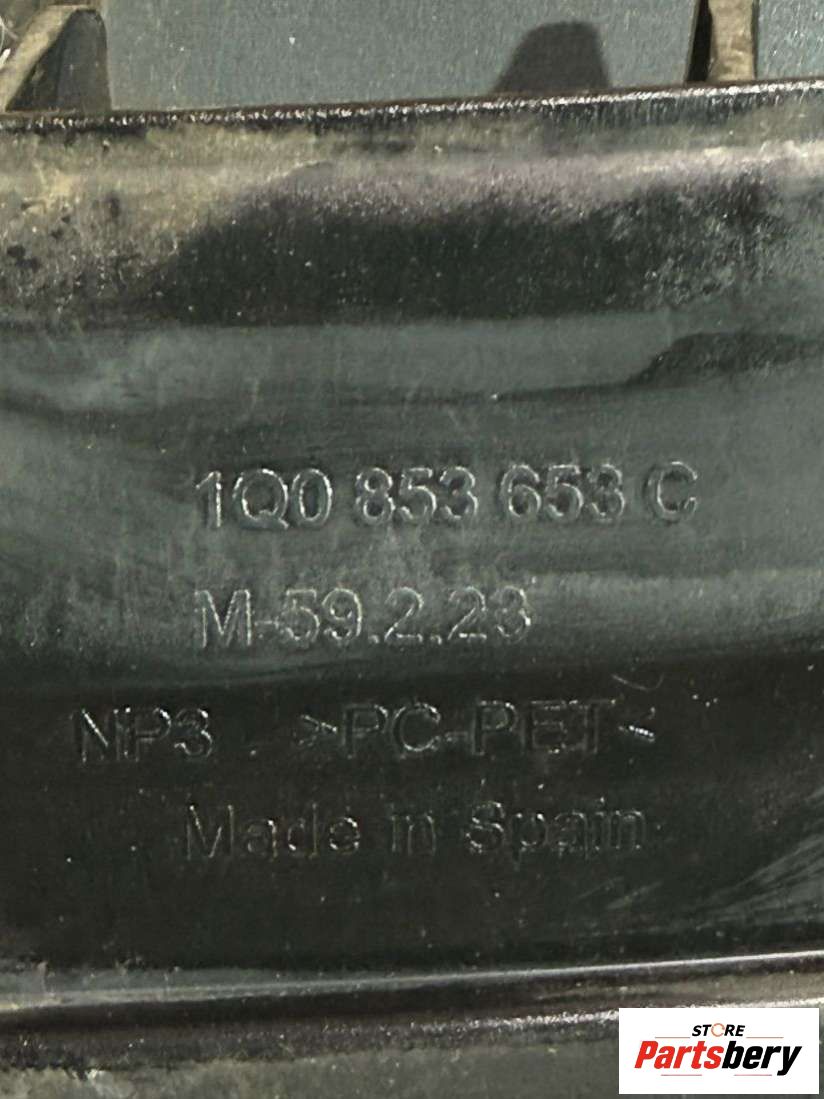 1Q0 853 653 C
M-59.2.23
NP3 >PC-PET<
Made in Spain
STORE
Partsbery